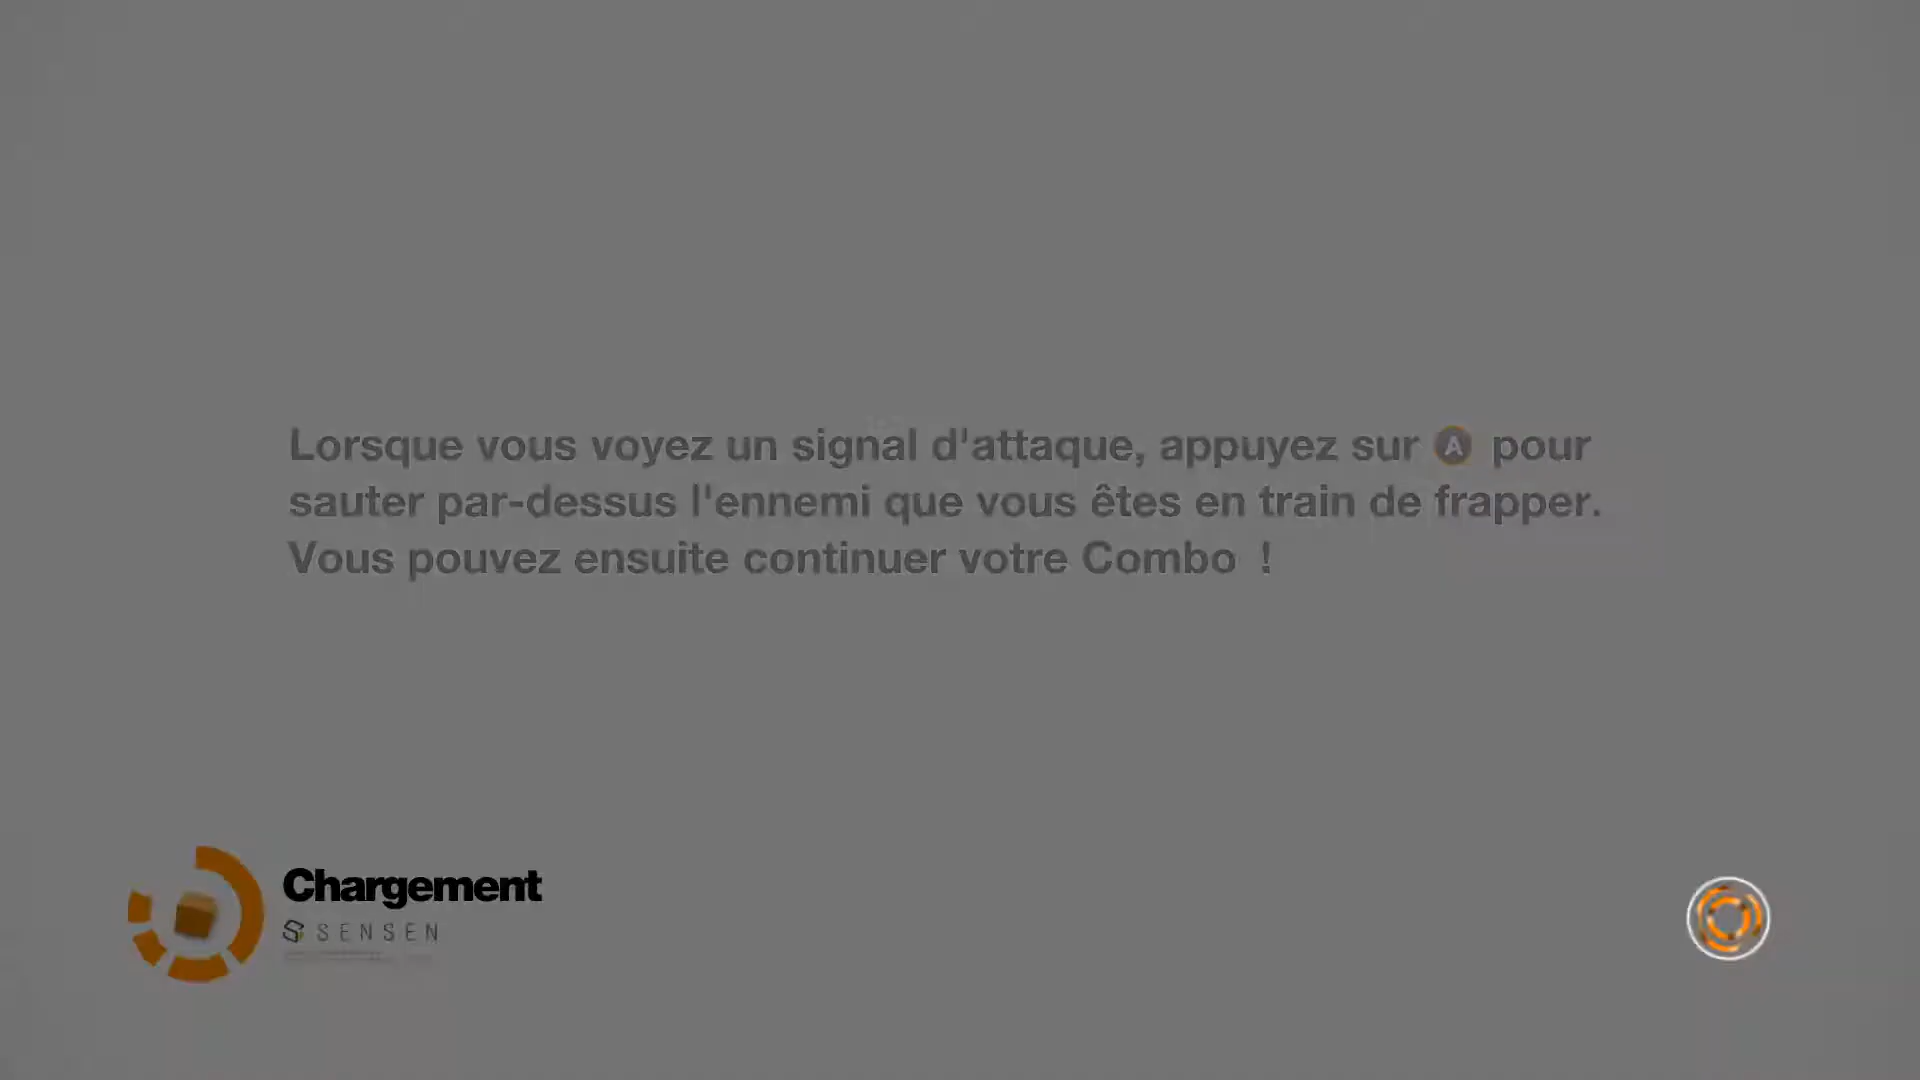 Lorsque vous voyez un signal d'attaque, appuyez sur A pour
sauter par-dessus l'ennemi que vous êtes en train de frapper.
Vous pouvez ensuite continuer votre Combo !
Chargement
SENSEN